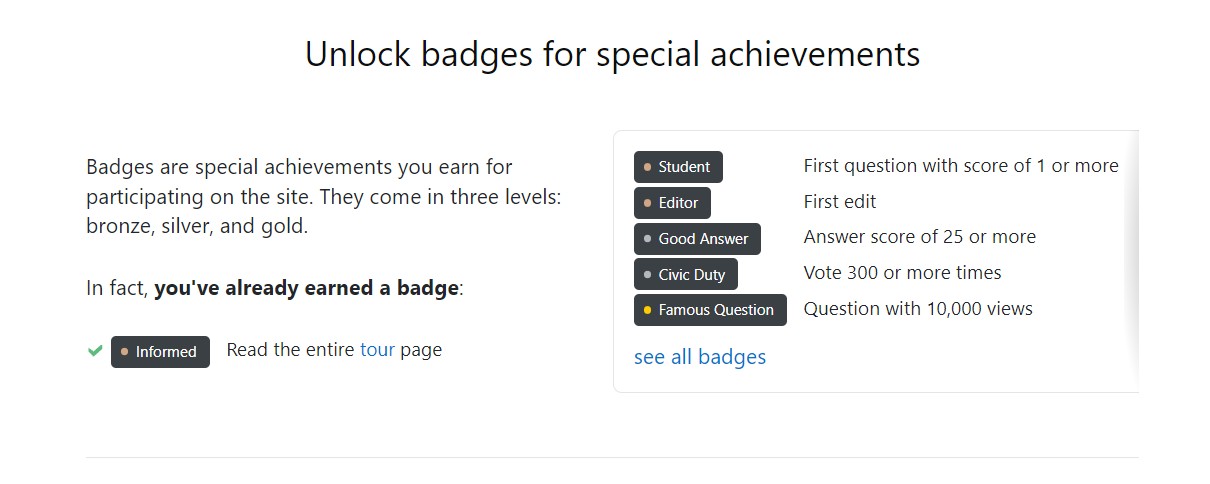 Unlock badges for special achievements
Badges are special achievements you earn for
participating on the site. They come in three levels:
bronze, silver, and gold.
In fact, you've already earned a badge:
Informed Read the entire tour page
Student First question with score of 1 or more
Editor First edit
Good Answer Answer score of 25 or more
Civic Duty Vote 300 or more times
Famous Question Question with 10,000 views
see all badges